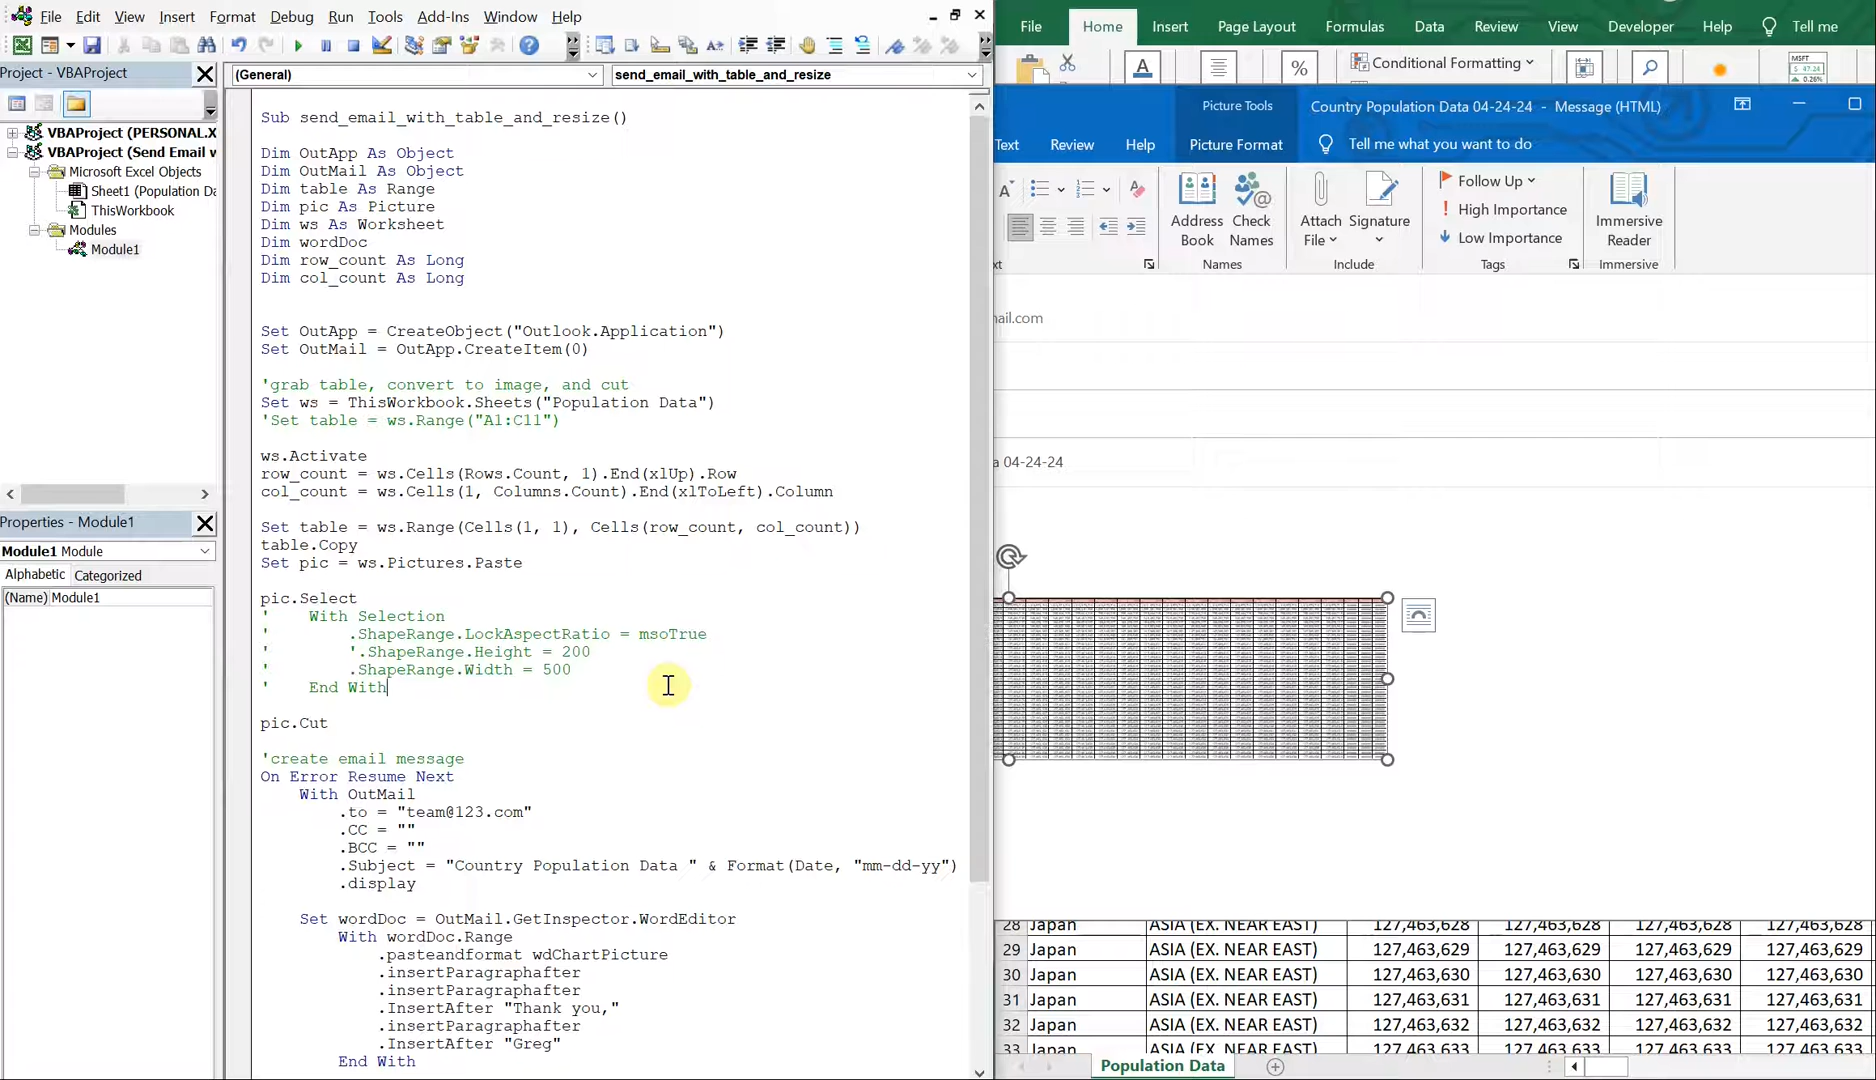 File Edit View Insert Format Debug Run Tools Add-Ins Window Help
Project - VBAProject
VBAProject (PERSONAL.X
VBAProject (Send Email w
Microsoft Excel Objects
Sheet1 (Population Da
ThisWorkbook
Modules
Module1
Properties - Module1
Module1 Module
Alphabetic Categorized
(Name) Module1
(General) send_email_with_table_and_resize
Sub send_email_with_table_and_resize()
Dim OutApp As Object
Dim OutMail As Object
Dim table As Range
Dim pic As Picture
Dim ws As Worksheet
Dim wordDoc
Dim row_count As Long
Dim col_count As Long
Set OutApp = CreateObject("Outlook.Application")
Set OutMail = OutApp.CreateItem(0)
'grab table, convert to image, and cut
Set ws = ThisWorkbook.Sheets("Population Data")
'Set table = ws.Range("A1:C11")
ws.Activate
row_count = ws.Cells(Rows.Count, 1).End(xlUp).Row
col_count = ws.Cells(1, Columns.Count).End(xlToLeft).Column
Set table = ws.Range(Cells(1, 1), Cells(row_count, col_count))
table.Copy
Set pic = ws.Pictures.Paste
pic.Select
' With Selection
' .ShapeRange.LockAspectRatio = msoTrue
' '.ShapeRange.Height = 200
' .ShapeRange.Width = 500
' End With
pic.Cut
'create email message
On Error Resume Next
With OutMail
.to = "team@123.com"
.CC = ""
.BCC = ""
.Subject = "Country Population Data " & Format(Date, "mm-dd-yy")
.display
Set wordDoc = OutMail.GetInspector.WordEditor
With wordDoc.Range
.pasteandformat wdChartPicture
.insertParagraphafter
.insertParagraphafter
.InsertAfter "Thank you,"
.insertParagraphafter
.InsertAfter "Greg"
End With
File Home Insert Page Layout Formulas Data Review View Developer Help Tell me
Conditional Formatting
MSFT
0.26%
Picture Tools Country Population Data 04-24-24 - Message (HTML)
Text Review Help Picture Format Tell me what you want to do
Address Book
Check Names
Names
Attach File
Signature
Include
Follow Up
High Importance
Low Importance
Tags
Immersive Reader
Immersive
ail.com
a 04-24-24
28 Japan ASIA (EX. NEAR EAST) 127,463,628 127,463,628 127,463,628 127,463,628
29 Japan ASIA (EX. NEAR EAST) 127,463,629 127,463,629 127,463,629 127,463,629
30 Japan ASIA (EX. NEAR EAST) 127,463,630 127,463,630 127,463,630 127,463,630
31 Japan ASIA (EX. NEAR EAST) 127,463,631 127,463,631 127,463,631 127,463,631
32 Japan ASIA (EX. NEAR EAST) 127,463,632 127,463,632 127,463,632 127,463,632
33 Japan ASIA (EX. NEAR EAST) 127,463,633 127,463,633 127,463,633 127,463,633
Population Data